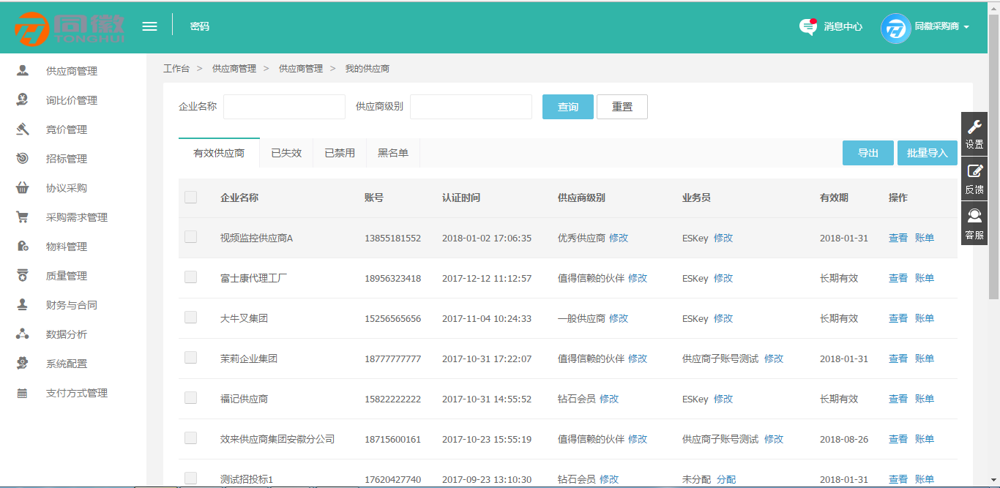 同徽 TONGHUI 密码 消息中心 同徽采购商
供应商管理
询比价管理
竞价管理
招标管理
协议采购
采购需求管理
物料管理
质量管理
财务与合同
数据分析
系统配置
支付方式管理
工作台 > 供应商管理 > 供应商管理 > 我的供应商
企业名称 供应商级别 查询 重置
有效供应商 已失效 已禁用 黑名单 导出 批量导入
企业名称 账号 认证时间 供应商级别 业务员 有效期 操作
视频监控供应商A 13855181552 2018-01-02 17:06:35 优秀供应商 修改 ESKey 修改 2018-01-31 查看 账单
富士康代理工厂 18956323418 2017-12-12 11:12:57 值得信赖的伙伴 修改 ESKey 修改 长期有效 查看 账单
大牛叉集团 15256565656 2017-11-04 10:24:33 一般供应商 修改 ESKey 修改 长期有效 查看 账单
茉莉企业集团 18777777777 2017-10-31 17:22:07 值得信赖的伙伴 修改 供应商子账号测试 修改 2018-01-31 查看 账单
福记供应商 15822222222 2017-10-31 14:55:52 钻石会员 修改 ESKey 修改 长期有效 查看 账单
效来供应商集团安徽分公司 18715600161 2017-10-23 15:55:19 值得信赖的伙伴 修改 供应商子账号测试 修改 2018-08-26 查看 账单
测试招投标1 17620427740 2017-09-23 13:10:30 钻石会员 修改 未分配 分配 2018-01-31 查看 账单
设置
反馈
客服